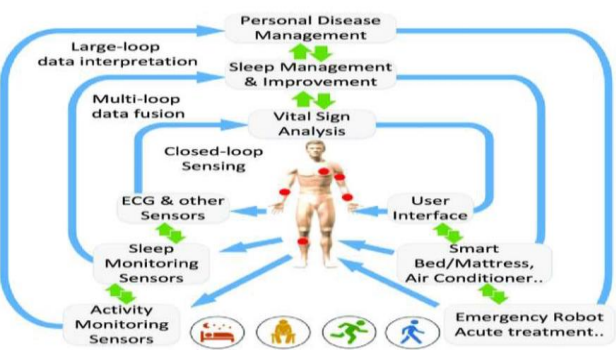 Personal Disease
Management
Large-loop
data interpretation
Sleep Management
& Improvement
Multi-loop
data fusion
Vital Sign
Analysis
Closed-loop
Sensing
ECG & other
Sensors
User
Interface
Sleep
Monitoring
Sensors
Smart
Bed/Mattress,
Air Conditioner..
Activity
Monitoring
Sensors
Emergency Robot
Acute treatment..